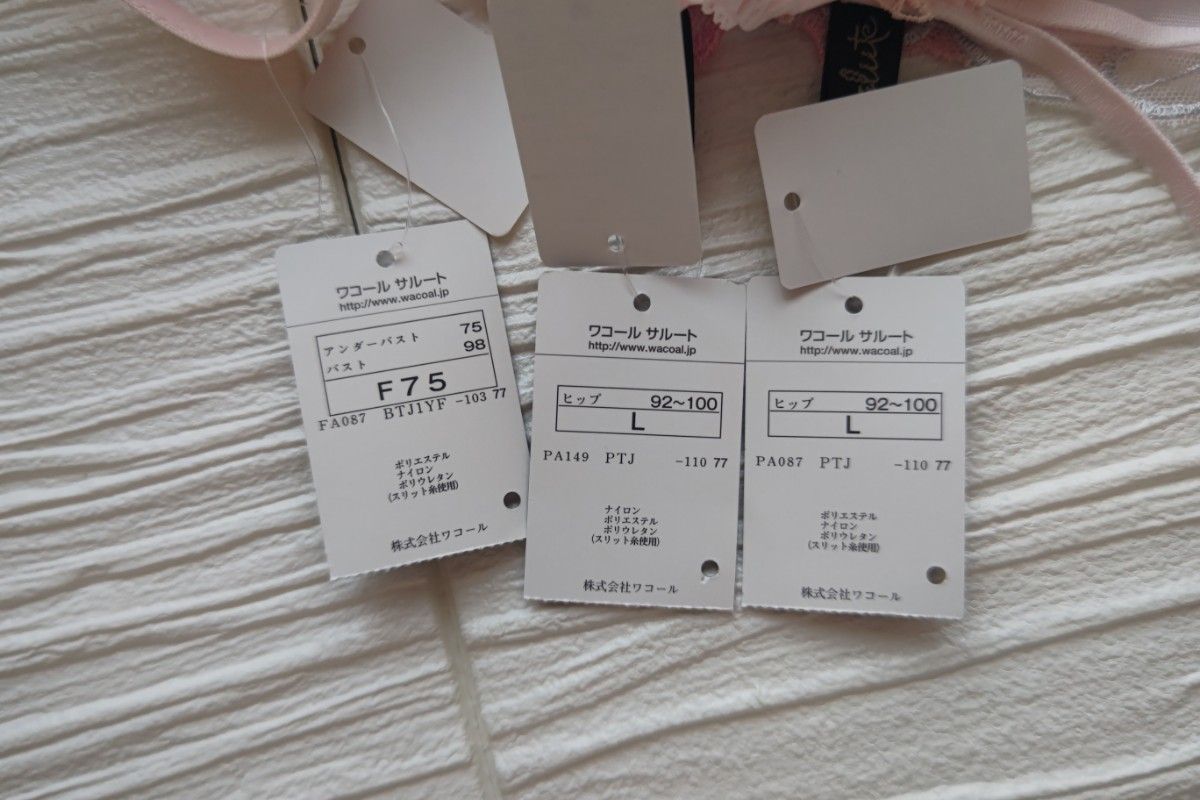 ワコール サルート
http://www.wacoal.jp
アンダーバスト 75
バスト 98
F75
FA087 BTJ1YF -103 77
ポリエステル
ナイロン
ポリウレタン
(スリット糸使用)
株式会社ワコール
ワコール サルート
http://www.wacoal.jp
ヒップ 92~100
L
PA149 PTJ -110 77
ナイロン
ポリエステル
ポリウレタン
(スリット糸使用)
株式会社ワコール
ワコール サルート
http://www.wacoal.jp
ヒップ 92~100
L
PA087 PTJ -110 77
ポリエステル
ナイロン
ポリウレタン
(スリット糸使用)
株式会社ワコール